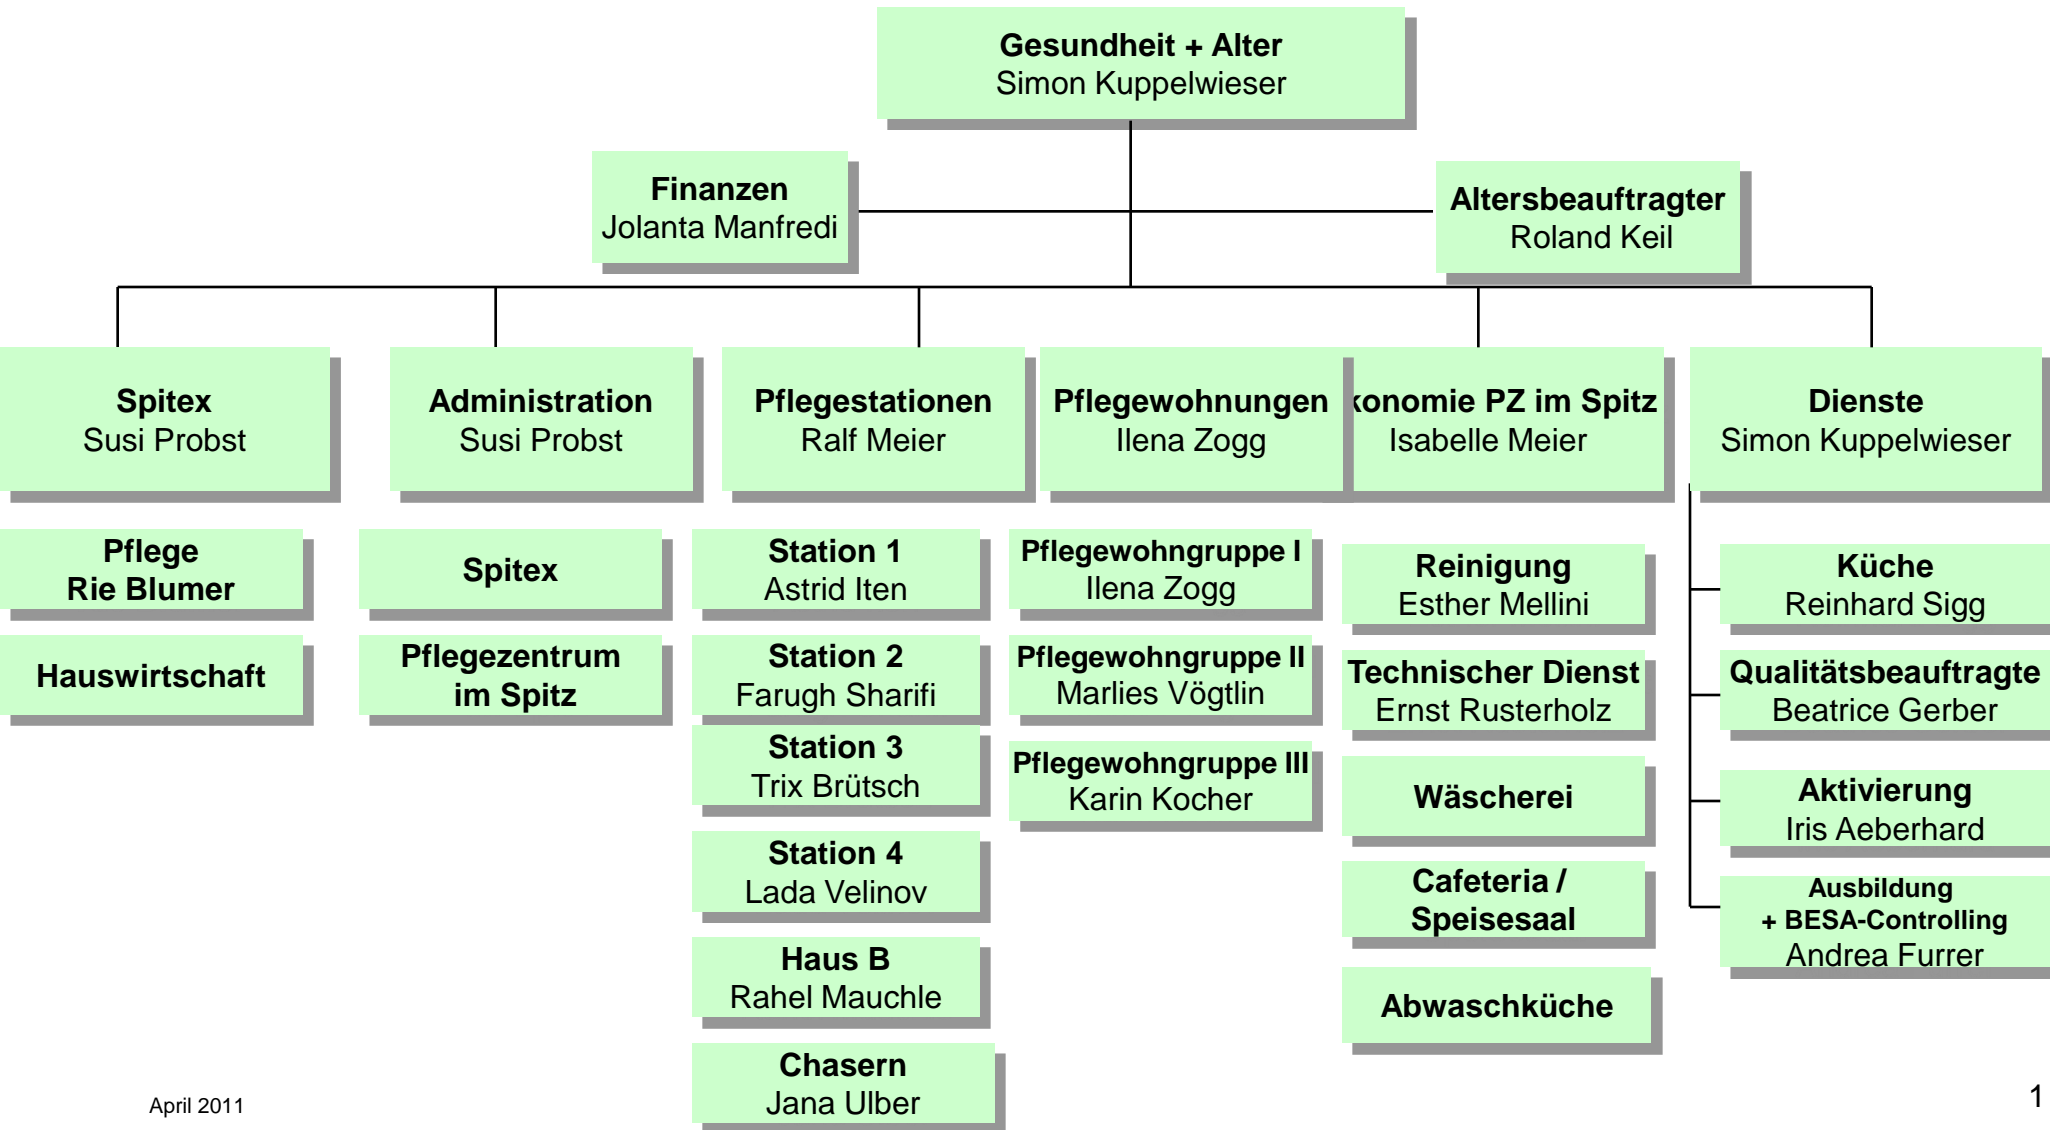 Gesundheit + Alter
Simon Kuppelwieser
Finanzen
Jolanta Manfredi
Altersbeauftragter
Roland Keil
Spitex
Susi Probst
Administration
Susi Probst
Pflegestationen
Ralf Meier
Pflegewohnungen
Ilena Zogg
konomie PZ im Spitz
Isabelle Meier
Dienste
Simon Kuppelwieser
Pflege
Rie Blumer
Hauswirtschaft
Spitex
Pflegezentrum
im Spitz
Station 1
Astrid Iten
Station 2
Farugh Sharifi
Station 3
Trix Brütsch
Station 4
Lada Velinov
Haus B
Rahel Mauchle
Chasern
Jana Ulber
Pflegewohngruppe I
Ilena Zogg
Pflegewohngruppe II
Marlies Vögtlin
Pflegewohngruppe III
Karin Kocher
Reinigung
Esther Mellini
Technischer Dienst
Ernst Rusterholz
Wäscherei
Cafeteria /
Speisesaal
Abwaschküche
Küche
Reinhard Sigg
Qualitätsbeauftragte
Beatrice Gerber
Aktivierung
Iris Aeberhard
Ausbildung
+ BESA-Controlling
Andrea Furrer
April 2011
1